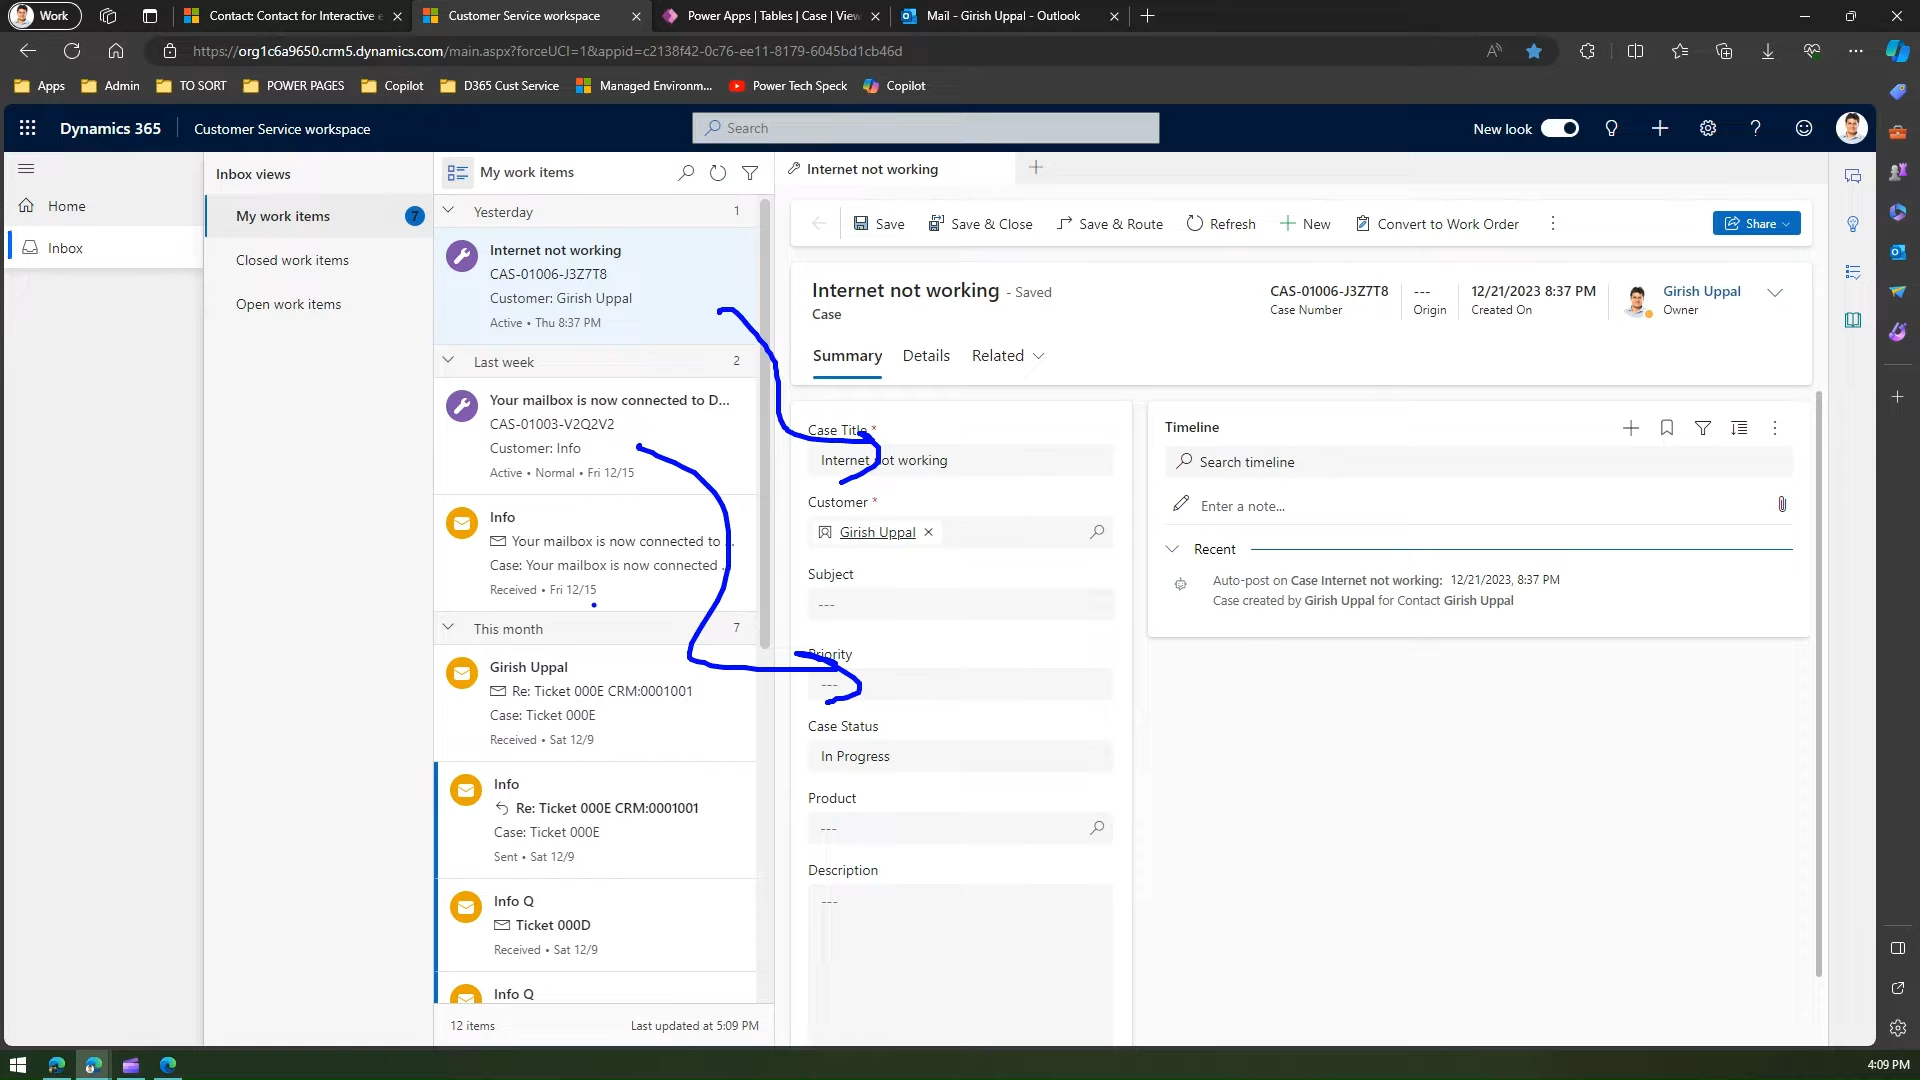 Work
Contact: Contact for Interactive e
Customer Service workspace
Power Apps | Tables | Case | View
Mail - Girish Uppal - Outlook
https://org1c6a9650.crm5.dynamics.com/main.aspx?forceUCI=1&appid=c2138f42-0c76-ee11-8179-6045bd1cb46d
Apps
Admin
TO SORT
POWER PAGES
Copilot
D365 Cust Service
Managed Environm...
Power Tech Speck
Copilot
Dynamics 365
Customer Service workspace
Search
New look
Home
Inbox
Inbox views
My work items
7
Closed work items
Open work items
My work items
Yesterday
1
Internet not working
CAS-01006-J3Z7T8
Customer: Girish Uppal
Active • Thu 8:37 PM
Last week
2
Your mailbox is now connected to D...
CAS-01003-V2Q2V2
Customer: Info
Active • Normal • Fri 12/15
Info
Your mailbox is now connected to ...
Case: Your mailbox is now connected ...
Received • Fri 12/15
This month
7
Girish Uppal
Re: Ticket 000E CRM:0001001
Case: Ticket 000E
Received • Sat 12/9
Info
Re: Ticket 000E CRM:0001001
Case: Ticket 000E
Sent • Sat 12/9
Info Q
Ticket 000D
Received • Sat 12/9
Info Q
12 items
Last updated at 5:09 PM
Internet not working
Save
Save & Close
Save & Route
Refresh
New
Convert to Work Order
Share
Internet not working - Saved
Case
CAS-01006-J3Z7T8
Case Number
---
Origin
12/21/2023 8:37 PM
Created On
Girish Uppal
Owner
Summary
Details
Related
Case Title *
Internet not working
Customer *
Girish Uppal
Subject
---
Priority
---
Case Status
In Progress
Product
---
Description
---
Timeline
Search timeline
Enter a note...
Recent
Auto-post on Case Internet not working: 12/21/2023, 8:37 PM
Case created by Girish Uppal for Contact Girish Uppal
4:09 PM